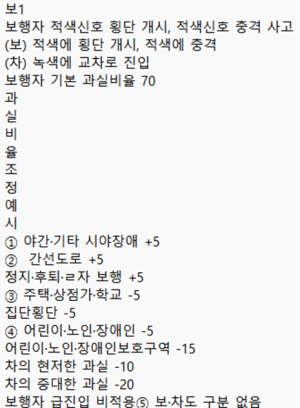 보1
보행자 적색신호 횡단 개시, 적색신호 충격 사고
(보) 적색에 횡단 개시, 적색에 충격
(차) 녹색에 교차로 진입
보행자 기본 과실비율 70
과
실
비
율
조
정
예
시
① 야간·기타 시야장애 +5
②  간선도로 +5
정지·후퇴·ㄹ자 보행 +5
③ 주택·상점가·학교 -5
집단횡단 -5
④ 어린이·노인·장애인 -5
어린이·노인·장애인보호구역 -15
차의 현저한 과실 -10
차의 중대한 과실 -20
보행자 급진입 비적용⑤ 보·차도 구분 없음